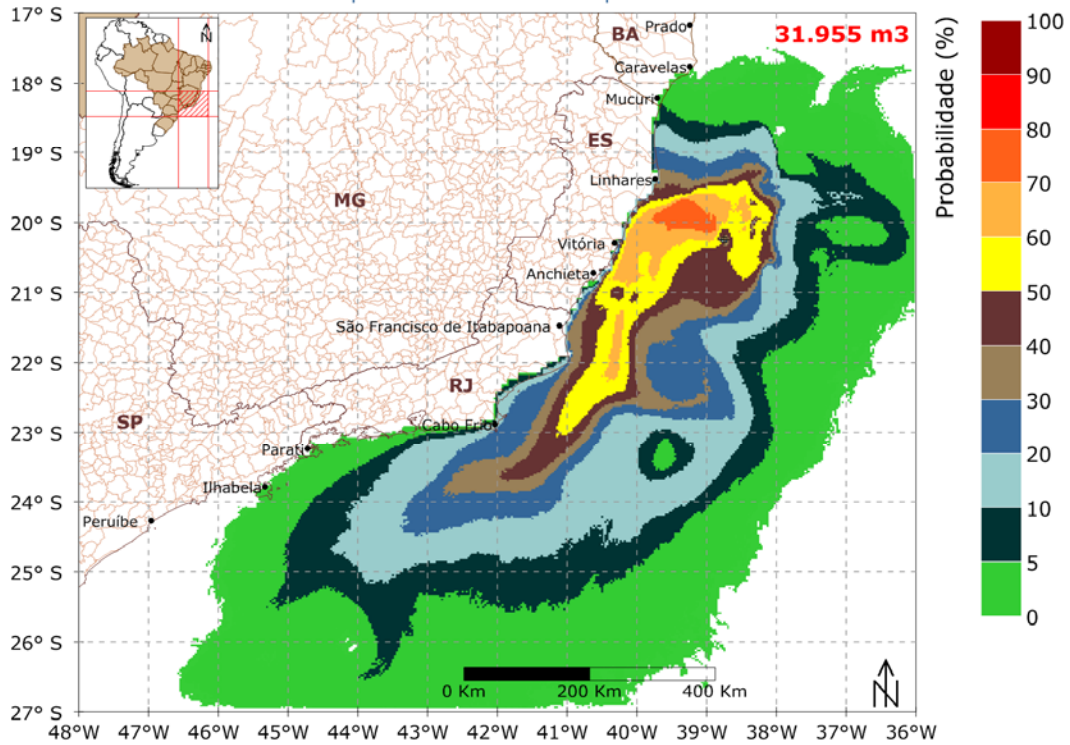 17° S
18° S
19° S
20° S
21° S
22° S
23° S
24° S
25° S
26° S
27° S
48°W
47°W
46°W
45°W
44°W
43°W
42°W
41°W
40°W
39°W
38°W
37°W
36°W
N
BA
Prado
31.955 m3
Caravelas
Mucuri
ES
Linhares
MG
Vitória
Anchieta
São Francisco de Itabapoana
RJ
SP
Cabo Frio
Parati
Ilhabela
Peruíbe
0 Km
200 Km
400 Km
N
Probabilidade (%)
100
90
80
70
60
50
40
30
20
10
5
0